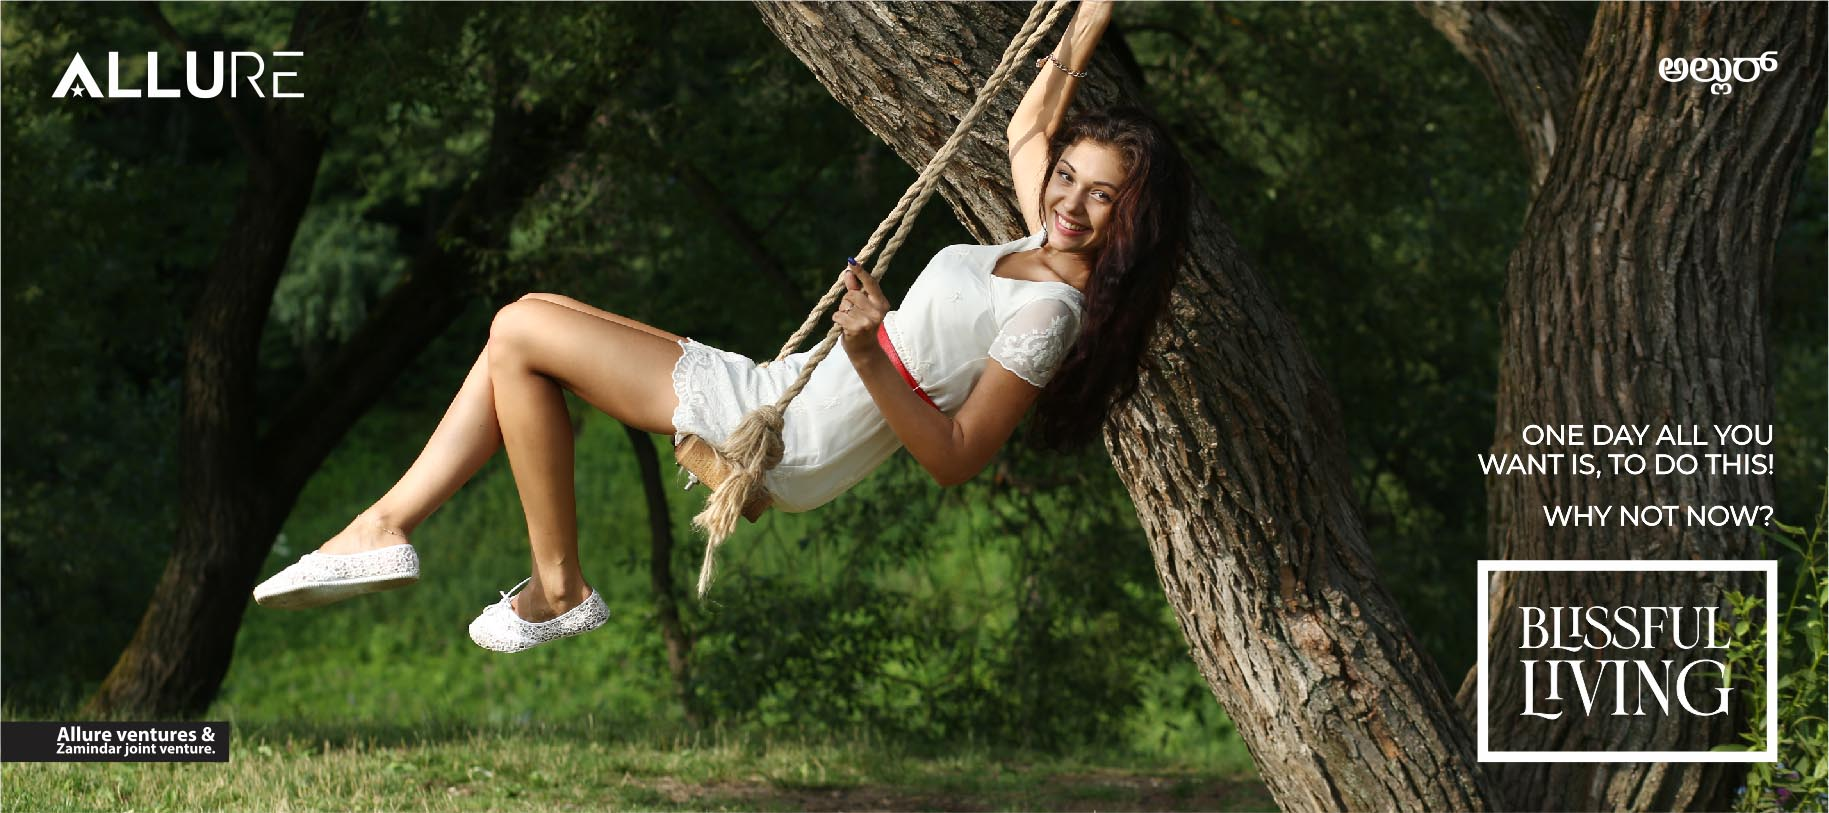 ALLURE
ಅಲ್ಲುರ್
ONE DAY ALL YOU
WANT IS, TO DO THIS!
WHY NOT NOW?
BLISSFUL
LIVING
Allure ventures &
Zamindar joint venture.